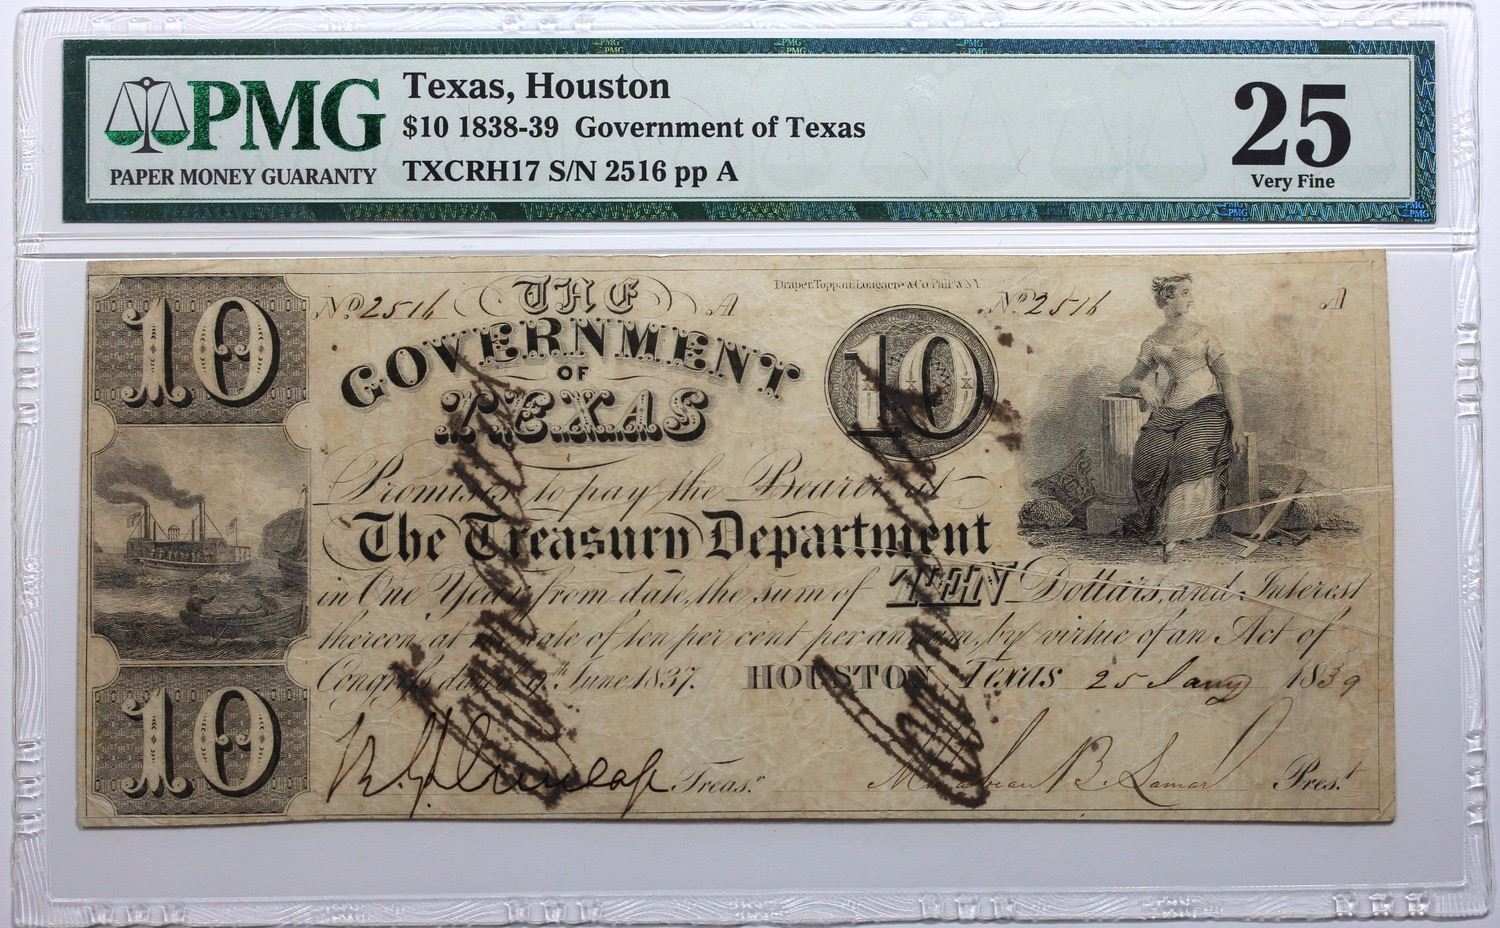 PMG
PAPER MONEY GUARANTY
Texas, Houston
$10 1838-39 Government of Texas
TXCRH17 S/N 2516 pp A
25
Very Fine
10
No 2516
THE
A
Draper, Toppan, Longacre & Co. Phila & N.Y.
No. 2516
A
GOVERNMENT
OF
TEXAS
10
Promises to pay the Bearer at
The Treasury Department
in One Year from date, the sum of TEN Dollars, and Interest
thereon, at the rate of ten per cent per annum, by virtue of an Act of
Congress dated 9th June 1837. HOUSTON, Texas 25 Jany 1839
10
Treas.r
Mirabeau B. Lamar Pres.t